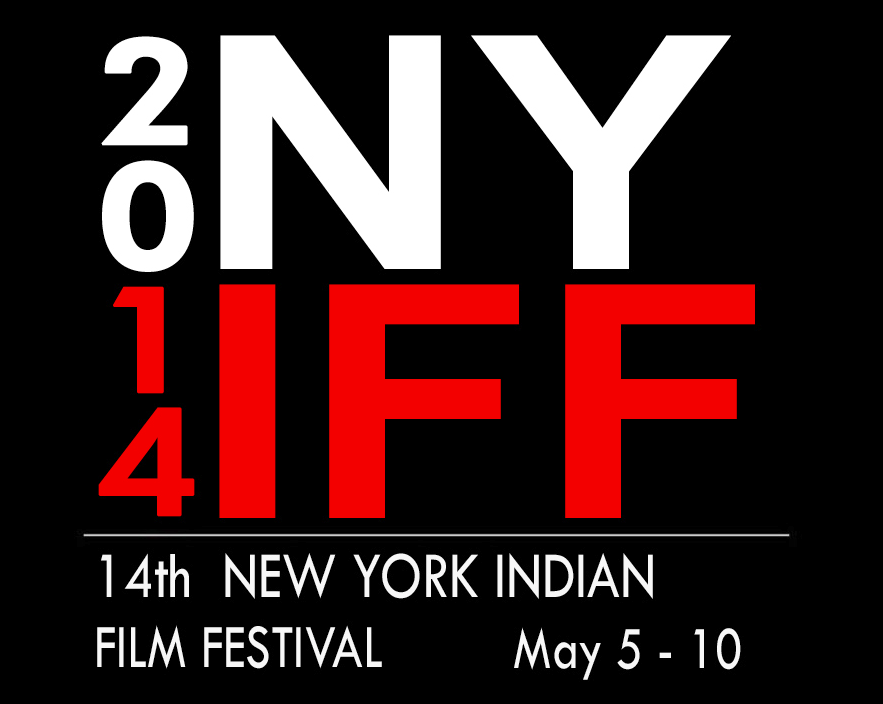 2014
NY
IFF
14th NEW YORK INDIAN
FILM FESTIVAL May 5 - 10